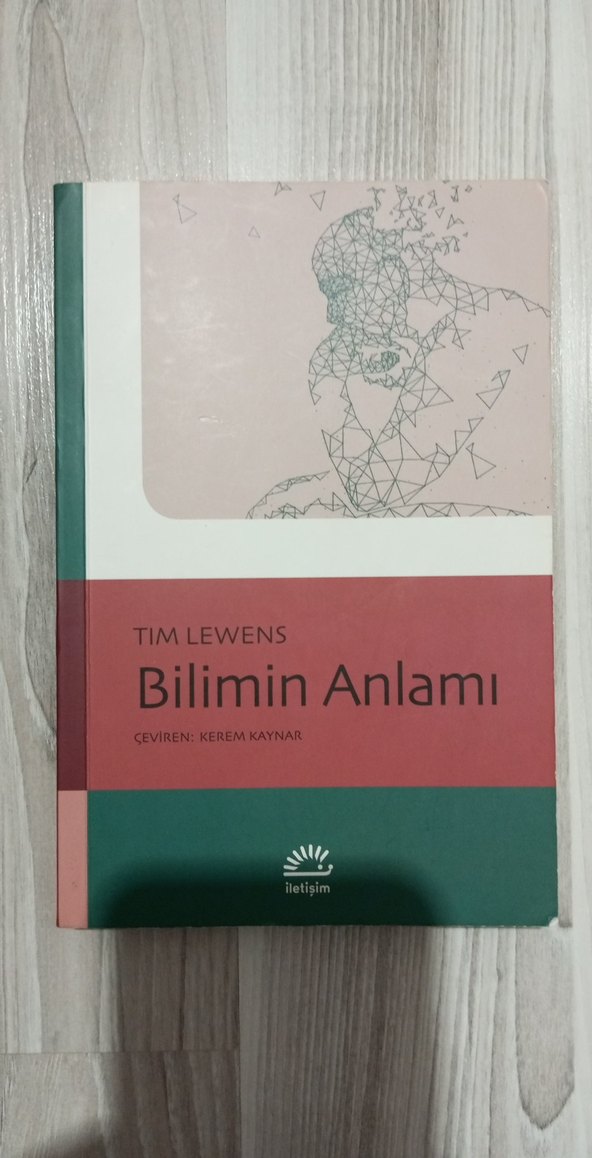 TIM LEWENS
Bilimin Anlamı
ÇEVİREN: KEREM KAYNAR
iletişim